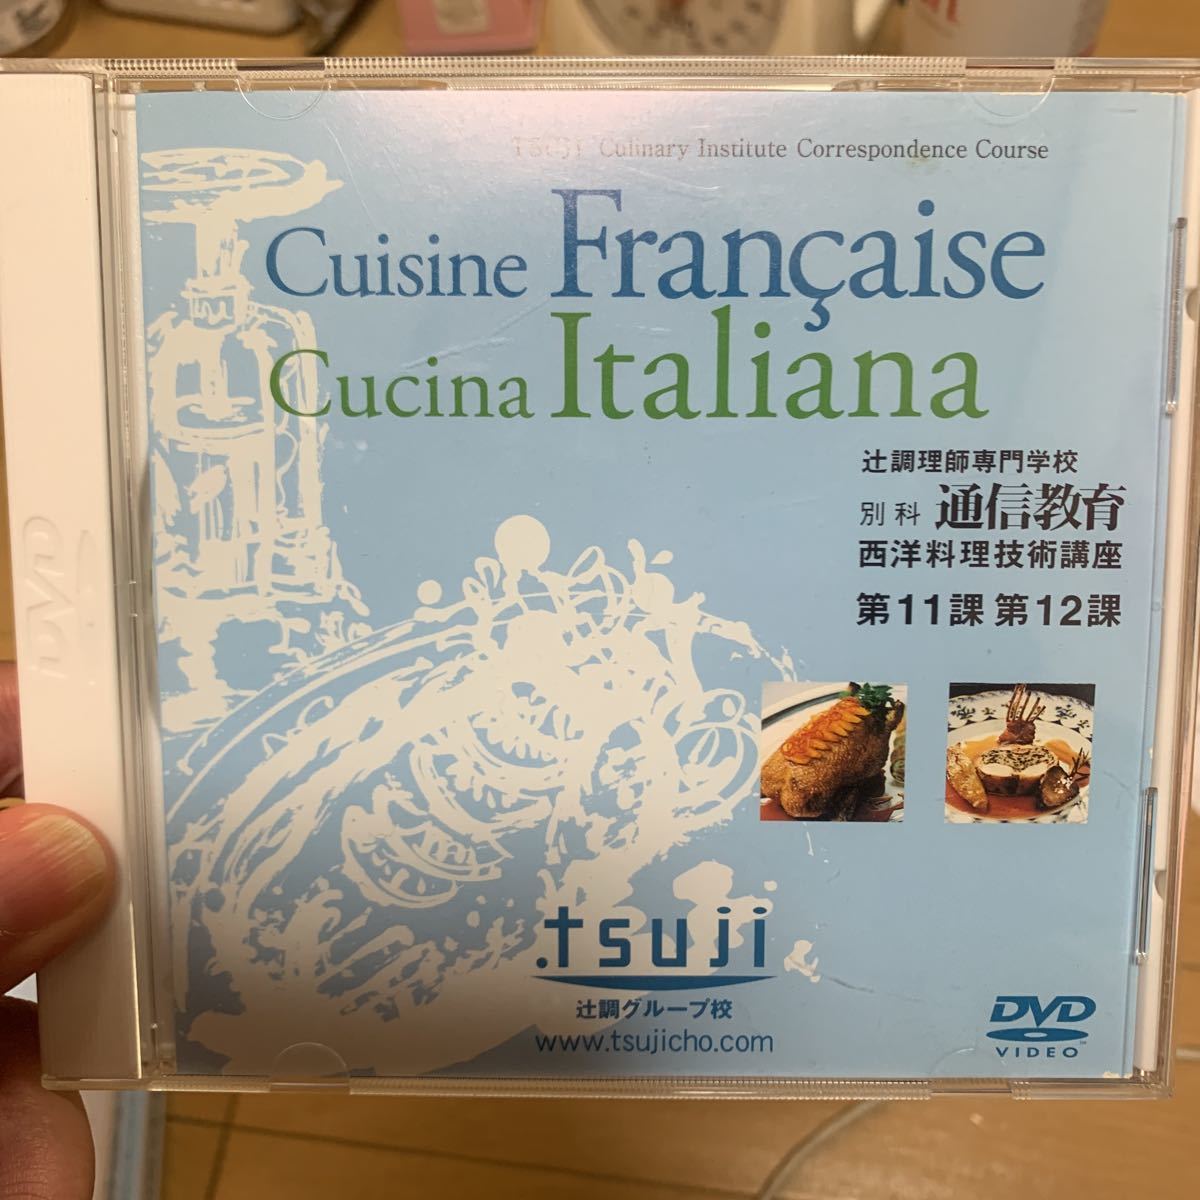 TSUJI Culinary Institute Correspondence Course
Cuisine Française
Cucina Italiana
辻調理師専門学校
別科 通信教育
西洋料理技術講座
第11課 第12課
.tsuji
辻調グループ校
www.tsujicho.com
DVD
VIDEO
DVD